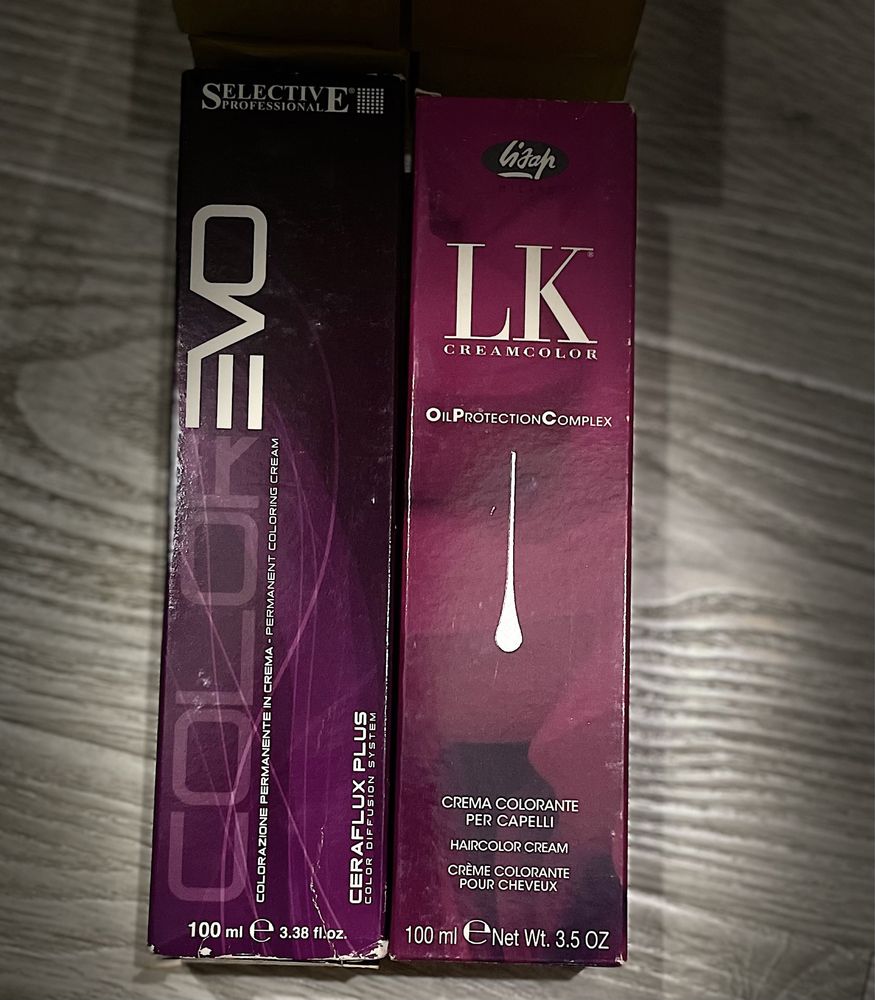 SELECTIVE
PROFESSIONAL
COLOREVO
COLORAZIONE PERMANENTE IN CREMA - PERMANENT COLORING CREAM
CERAFLUX PLUS
COLOR DIFFUSION SYSTEM
100 ml ℮ 3.38 fl.oz.
lisap
MILANO
LK®
CREAMCOLOR
OILPROTECTIONCOMPLEX
CREMA COLORANTE
PER CAPELLI
HAIRCOLOR CREAM
CRÈME COLORANTE
POUR CHEVEUX
100 ml ℮ Net Wt. 3.5 OZ